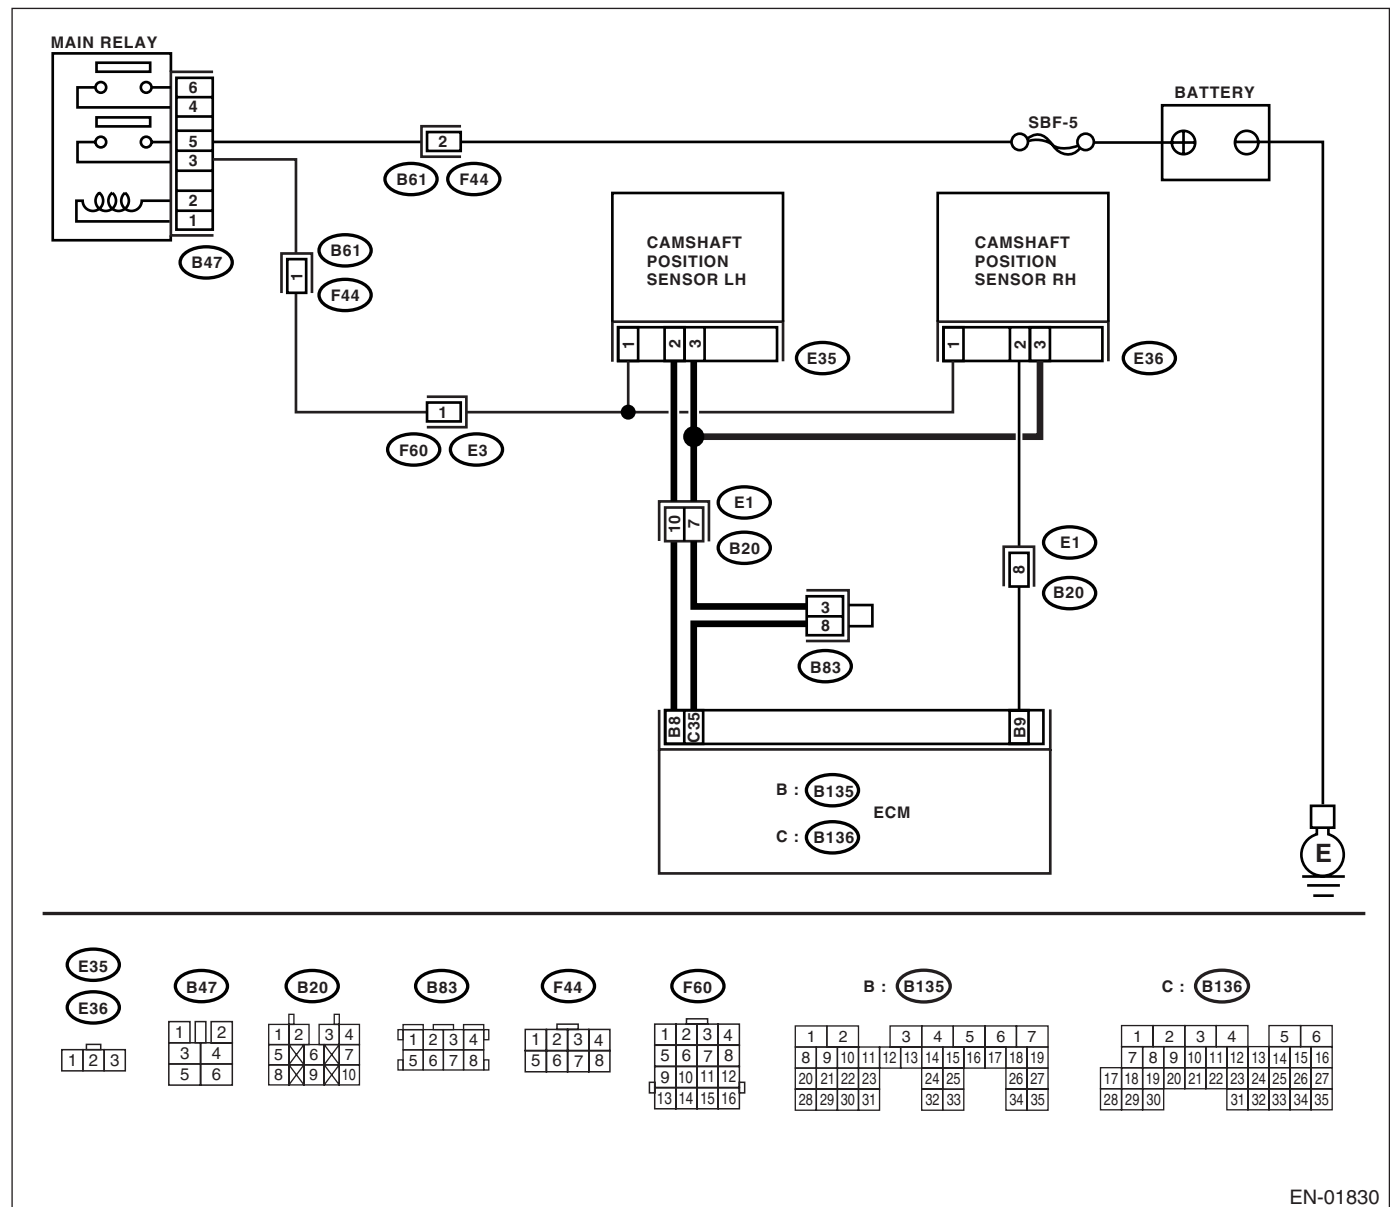 MAIN RELAY
6
4
5
3
2
1
B47
2
B61 F44
SBF-5
BATTERY
1
B61
F44
CAMSHAFT
POSITION
SENSOR LH
1 2 3
E35
CAMSHAFT
POSITION
SENSOR RH
1 2 3
E36
1
F60 E3
10 7
E1
B20
8
E1
B20
3
8
B83
B8 C35 B9
B : B135
ECM
C : B136
E
E35
E36
1 2 3
B47
1 2
3 4
5 6
B20
1 2 3 4
5 6 7
8 9 10
B83
1 2 3 4
5 6 7 8
F44
1 2 3 4
5 6 7 8
F60
1 2 3 4
5 6 7 8
9 10 11 12
13 14 15 16
B : B135
1 2 3 4 5 6 7
8 9 10 11 12 13 14 15 16 17 18 19
20 21 22 23 24 25 26 27
28 29 30 31 32 33 34 35
C : B136
1 2 3 4 5 6
7 8 9 10 11 12 13 14 15 16
17 18 19 20 21 22 23 24 25 26 27
28 29 30 31 32 33 34 35
EN-01830